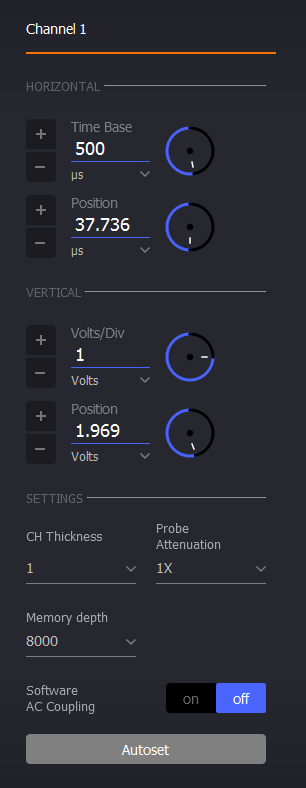 Channel 1
HORIZONTAL
+
Time Base
500
−
µs
+
Position
37.736
−
µs
VERTICAL
+
Volts/Div
1
−
Volts
+
Position
1.969
−
Volts
SETTINGS
CH Thickness
Probe
Attenuation
1
1X
Memory depth
8000
Software
AC Coupling
on off
Autoset